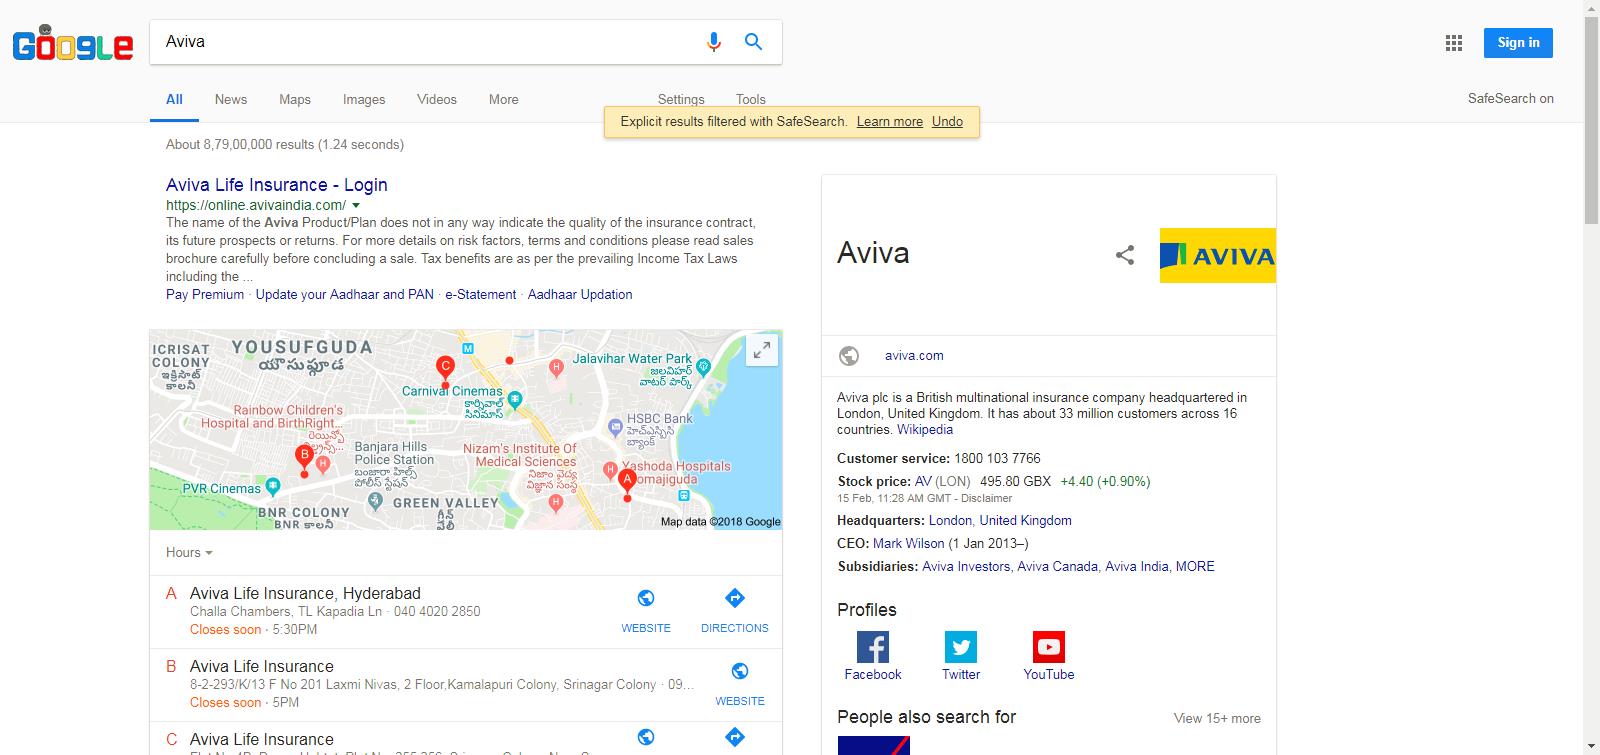 Google
Aviva
Sign in
All
News
Maps
Images
Videos
More
Settings
Tools
SafeSearch on
Explicit results filtered with SafeSearch. Learn more Undo
About 8,79,00,000 results (1.24 seconds)
Aviva Life Insurance - Login
https://online.avivaindia.com/
The name of the Aviva Product/Plan does not in any way indicate the quality of the insurance contract,
its future prospects or returns. For more details on risk factors, terms and conditions please read sales
brochure carefully before concluding a sale. Tax benefits are as per the prevailing Income Tax Laws
including the ...
Pay Premium · Update your Aadhaar and PAN · e-Statement · Aadhaar Updation
ICRISAT
COLONY
ఇక్రిసాట్
కాలనీ
YOUSUFGUDA
యూసుఫ్గూడ
M
C
H
Jalavihar Water Park
జలవిహార్
వాటర్ పార్క్
Carnival Cinemas
కార్నివాల్
సినిమాస్
Rainbow Children's
Hospital and BirthRight...
HSBC Bank
హెచ్ఎస్బిసి
బ్యాంక్
B
H
Banjara Hills
Police Station
బంజారా హిల్స్
పోలీస్ స్టేషన్
Nizam's Institute Of
Medical Sciences
నిజాం వైద్య
విజ్ఞాన సంస్థ
H
Yashoda Hospitals
omajiguda
A
PVR Cinemas
BNR COLONY
BNR కాలనీ
GREEN VALLEY
గ్రీన్
వేలీ
H
Map data ©2018 Google
Hours
A Aviva Life Insurance, Hyderabad
Challa Chambers, TL Kapadia Ln · 040 4020 2850
Closes soon · 5:30PM
WEBSITE
DIRECTIONS
B Aviva Life Insurance
8-2-293/K/13 F No 201 Laxmi Nivas, 2 Floor,Kamalapuri Colony, Srinagar Colony · 09...
Closes soon · 5PM
WEBSITE
C Aviva Life Insurance
Aviva
AVIVA
aviva.com
Aviva plc is a British multinational insurance company headquartered in
London, United Kingdom. It has about 33 million customers across 16
countries. Wikipedia
Customer service: 1800 103 7766
Stock price: AV (LON) 495.80 GBX +4.40 (+0.90%)
15 Feb, 11:28 AM GMT - Disclaimer
Headquarters: London, United Kingdom
CEO: Mark Wilson (1 Jan 2013–)
Subsidiaries: Aviva Investors, Aviva Canada, Aviva India, MORE
Profiles
Facebook
Twitter
YouTube
People also search for
View 15+ more